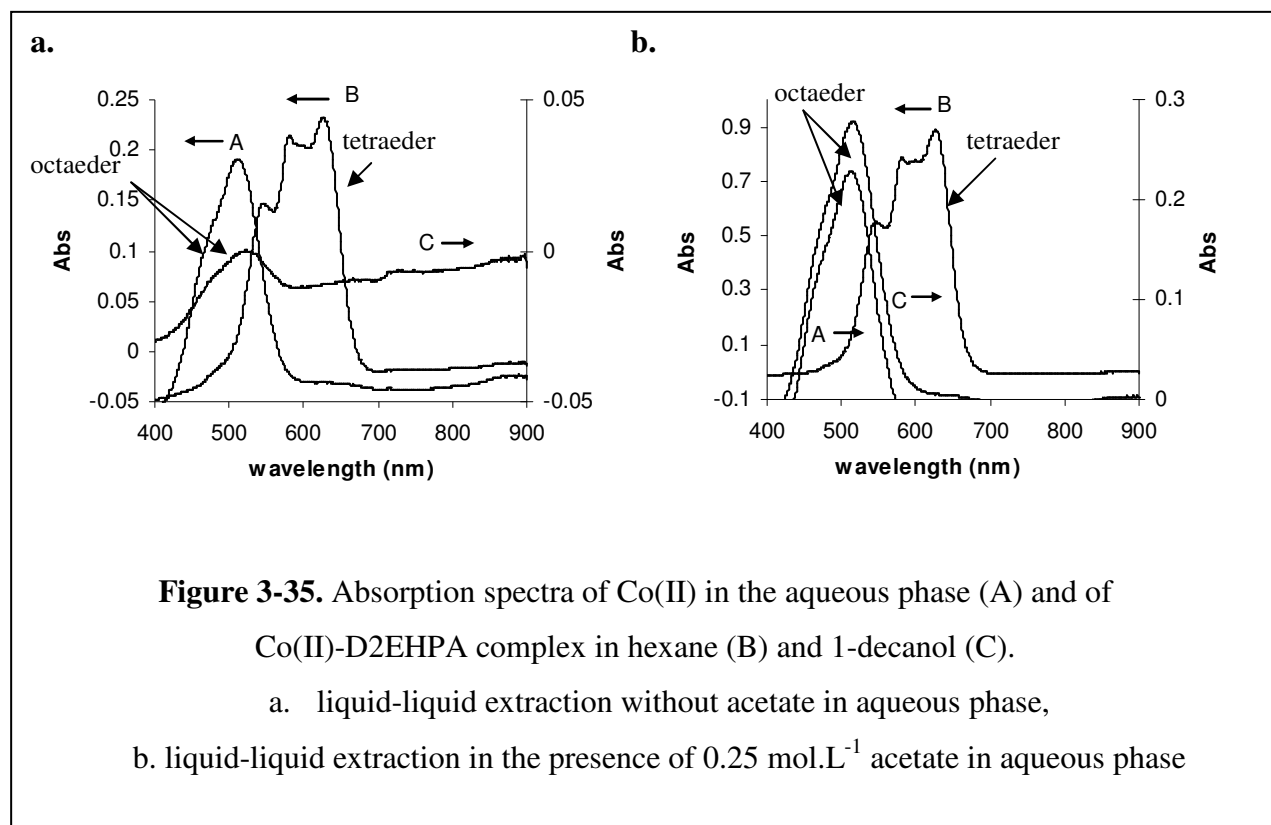 a.
b.
0.25
0.2
0.15
0.1
0.05
0
-0.05
Abs
0.05
0
-0.05
Abs
400 500 600 700 800 900
wavelength (nm)
octaeder
A
B
tetraeder
C
0.9
0.7
0.5
0.3
0.1
-0.1
Abs
0.3
0.2
0.1
0
Abs
400 500 600 700 800 900
wavelength (nm)
octaeder
B
tetraeder
C
A
Figure 3-35. Absorption spectra of Co(II) in the aqueous phase (A) and of
Co(II)-D2EHPA complex in hexane (B) and 1-decanol (C).
a. liquid-liquid extraction without acetate in aqueous phase,
b. liquid-liquid extraction in the presence of 0.25 mol.L⁻¹ acetate in aqueous phase